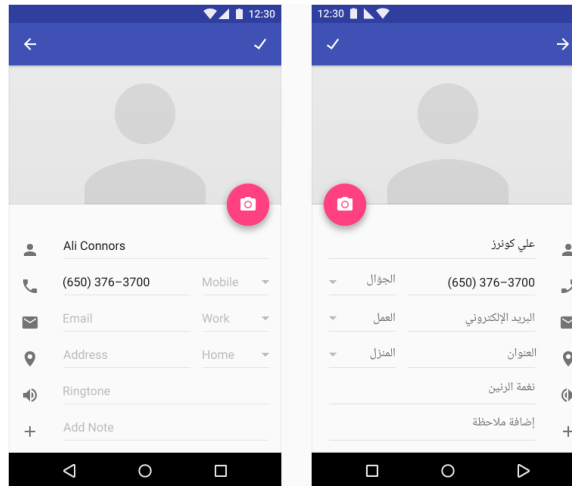 12:30
Ali Connors
(650) 376–3700 Mobile
Email Work
Address Home
Ringtone
Add Note
12:30
علي كونرز
(650) 376–3700 الجوّال
البريد الإلكتروني العمل
العنوان المنزل
نغمة الرنين
إضافة ملاحظة